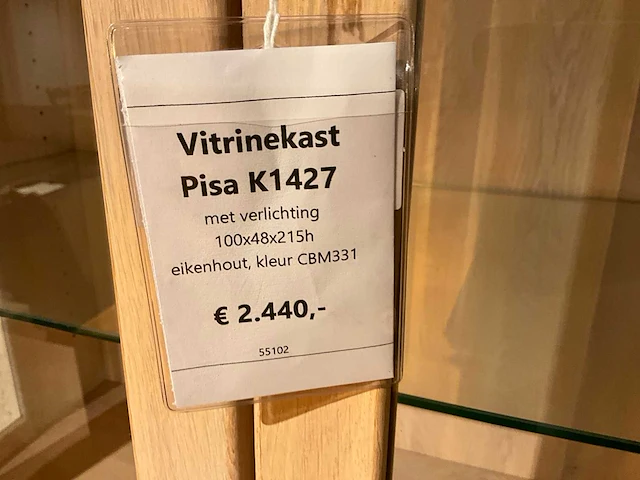 Vitrinekast
Pisa K1427
met verlichting
100x48x215h
eikenhout, kleur CBM331
€ 2.440,-
55102